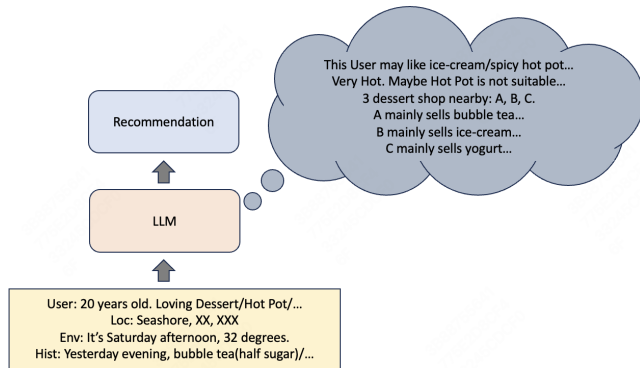 This User may like ice-cream/spicy hot pot...
Very Hot. Maybe Hot Pot is not suitable...
3 dessert shop nearby: A, B, C.
A mainly sells bubble tea...
B mainly sells ice-cream...
C mainly sells yogurt...
Recommendation
LLM
User: 20 years old. Loving Dessert/Hot Pot/...
Loc: Seashore, XX, XXX
Env: It's Saturday afternoon, 32 degrees.
Hist: Yesterday evening, bubble tea(half sugar)/...